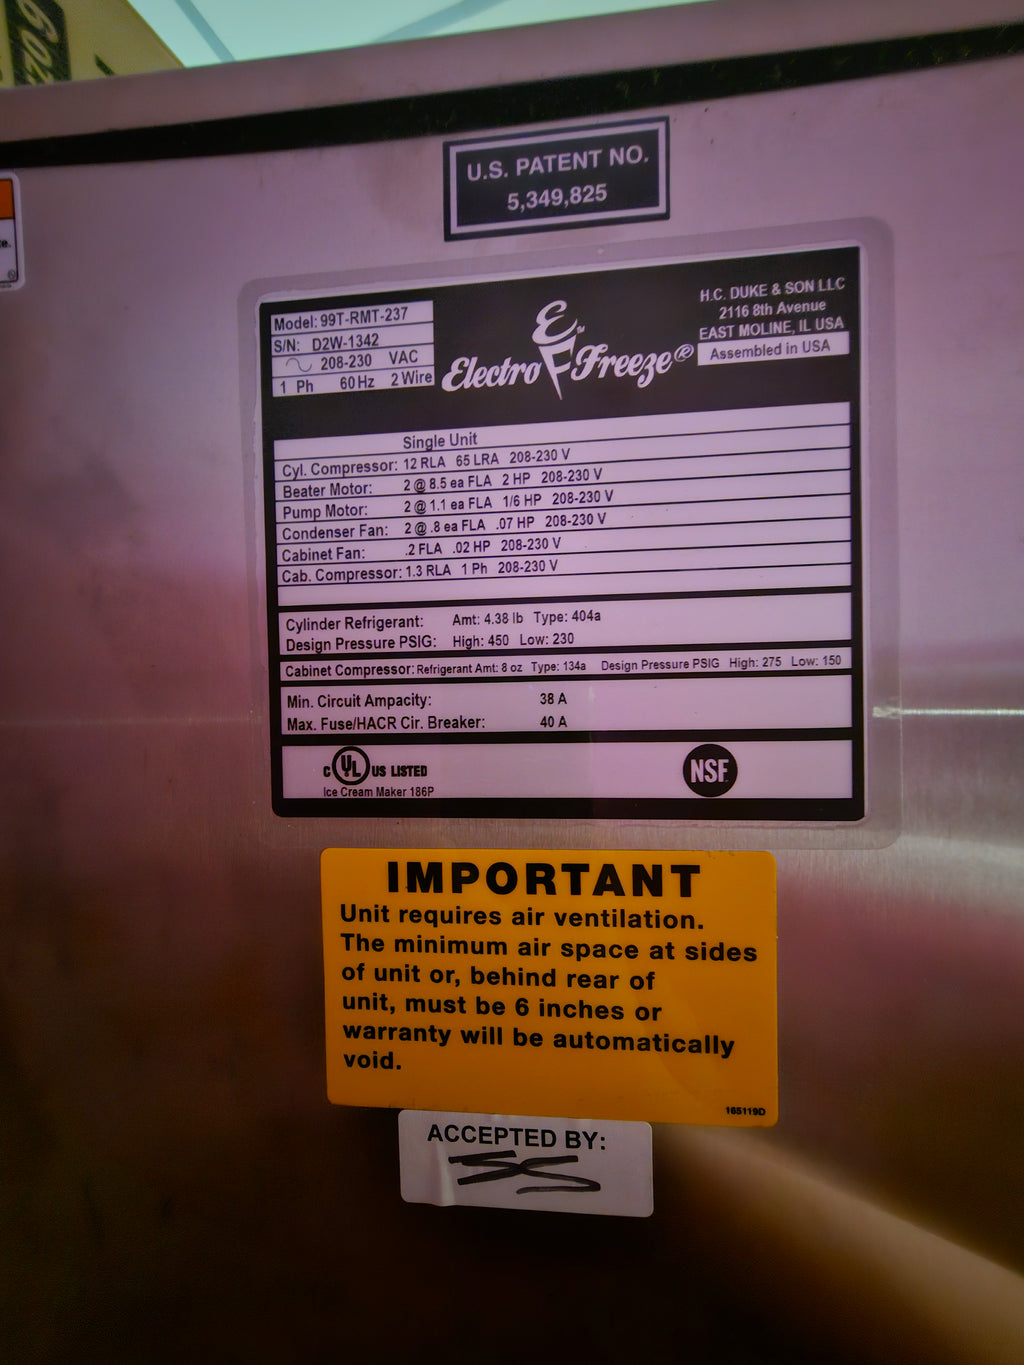 U.S. PATENT NO.
5,349,825
Model: 99T-RMT-237
S/N: D2W-1342
208-230 VAC
1 Ph 60 Hz 2 Wire
Electro Freeze®
H.C. DUKE & SON LLC
2116 8th Avenue
EAST MOLINE, IL USA
Assembled in USA
Single Unit
Cyl. Compressor: 12 RLA 65 LRA 208-230 V
Beater Motor: 2 @ 8.5 ea FLA 2 HP 208-230 V
Pump Motor: 2 @ 1.1 ea FLA 1/6 HP 208-230 V
Condenser Fan: 2 @ .8 ea FLA .07 HP 208-230 V
Cabinet Fan: .2 FLA .02 HP 208-230 V
Cab. Compressor: 1.3 RLA 1 Ph 208-230 V
Cylinder Refrigerant: Amt: 4.38 lb Type: 404a
Design Pressure PSIG: High: 450 Low: 230
Cabinet Compressor: Refrigerant Amt: 8 oz Type: 134a Design Pressure PSIG High: 275 Low: 150
Min. Circuit Ampacity: 38 A
Max. Fuse/HACR Cir. Breaker: 40 A
C UL US LISTED
Ice Cream Maker 186P
NSF
IMPORTANT
Unit requires air ventilation.
The minimum air space at sides
of unit or, behind rear of
unit, must be 6 inches or
warranty will be automatically
void.
165119D
ACCEPTED BY: